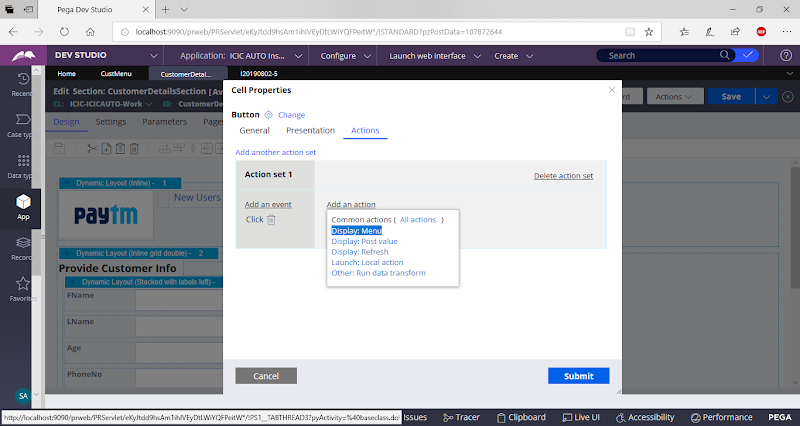 Pega Dev Studio
localhost:9090/prweb/PRServlet/eKyJtdd9hsAm1ihIVEyDtLWiYQFPeitW*/!STANDARD?pzPostData=107872644
DEV STUDIO
Application: ICIC AUTO Ins...
Configure
Launch web interface
Create
Search
Home
CustMenu
CustomerDetai...
I20190802-5
Recen
Edit Section: CustomerDetailsSection [Av
CL: ICIC-ICICAUTO-Work
ID: CustomerDe
rd
Actions
Save
Cell Properties
Button
Change
General
Presentation
Actions
Design
Settings
Parameters
Pages
Case typ
Data typ
App
Record
Favorite
SA
Add another action set
Action set 1
Delete action set
Add an event
Add an action
Click
Common actions ( All actions )
Display: Menu
Display: Post value
Display: Refresh
Launch: Local action
Other: Run data transform
Dynamic Layout (Inline) - 1
paytm
New Users
Dynamic Layout (Inline grid double) - 2
Provide Customer Info
Dynamic Layout (Stacked with labels left) -
FName
LName
PhoneNo
Cancel
Submit
http://localhost:9090/prweb/PRServlet/eKyJtdd9hsAm1ihIVEyDtLWiYQFPeitW*/!PS1__TABTHREAD3?pyActivity=%40baseclass.do
Issues
Tracer
Clipboard
Live UI
Accessibility
Performance
PEGA